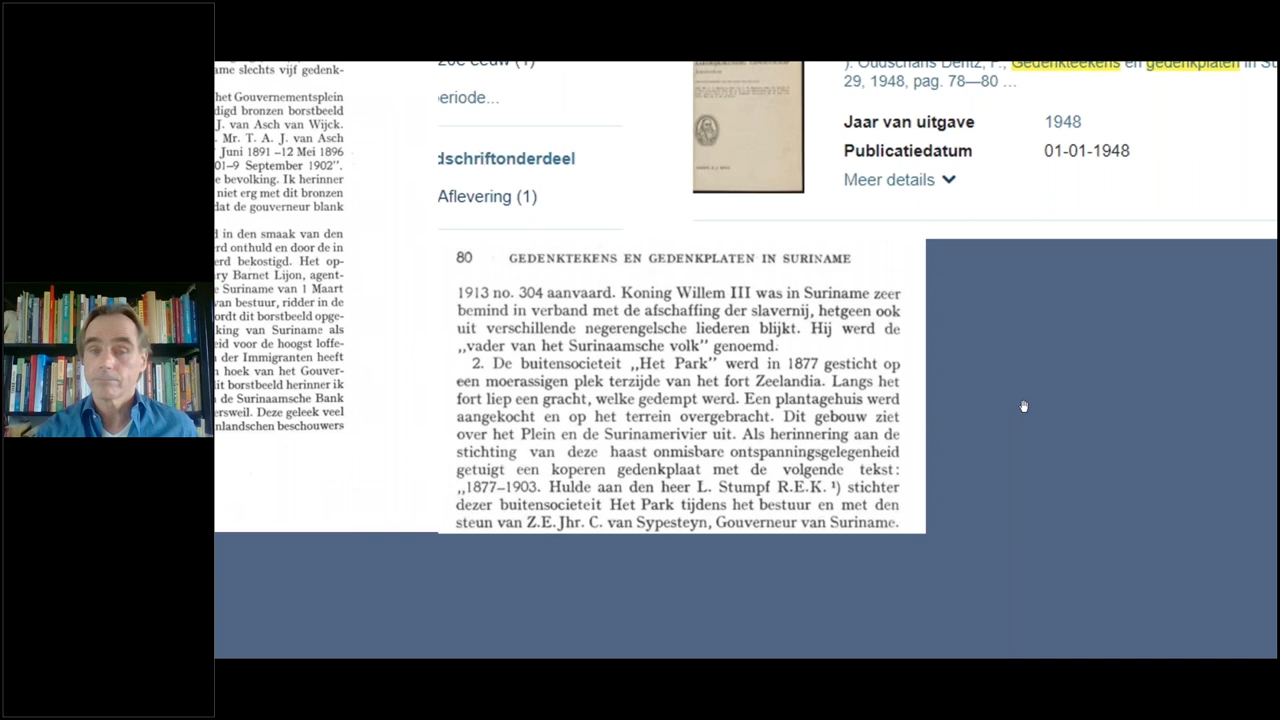 ame slechts vijf gedenk-
het Gouvernementsplein
digd bronzen borstbeeld
J. van Asch van Wijck.
Mr. T. A. J. van Asch
Juni 1891 –12 Mei 1896
01–9 September 1902”.
e bevolking. Ik herinner
niet erg met dit bronzen
dat de gouverneur blank
d in den smaak van den
erd onthuld en door de in
erd bekostigd. Het op-
ry Barnet Lijon, agent-
e Suriname van 1 Maart
van bestuur, ridder in de
ordt dit borstbeeld opge-
king van Suriname als
eid voor de hoogst loffe-
n der Immigranten heeft
n hoek van het Gouver-
lit borstbeeld herinner ik
n de Surinaamsche Bank
ersweil. Deze geleek veel
nlandschen beschouwers
20e eeuw (1)
periode...
dschriftonderdeel
Aflevering (1)
). Oudschans Dentz, F., Gedenkteekens en gedenkplaten in Su
29, 1948, pag. 78—80 ...
Jaar van uitgave 1948
Publicatiedatum 01-01-1948
Meer details
80 GEDENKTEKENS EN GEDENKPLATEN IN SURINAME
1913 no. 304 aanvaard. Koning Willem III was in Suriname zeer
bemind in verband met de afschaffing der slavernij, hetgeen ook
uit verschillende negerengelsche liederen blijkt. Hij werd de
„vader van het Surinaamsche volk” genoemd.
2. De buitensocieteit „Het Park” werd in 1877 gesticht op
een moerassigen plek terzijde van het fort Zeelandia. Langs het
fort liep een gracht, welke gedempt werd. Een plantagehuis werd
aangekocht en op het terrein overgebracht. Dit gebouw ziet
over het Plein en de Surinamerivier uit. Als herinnering aan de
stichting van deze haast onmisbare ontspanningsgelegenheid
getuigt een koperen gedenkplaat met de volgende tekst:
„1877–1903. Hulde aan den heer L. Stumpf R.E.K. ¹) stichter
dezer buitensocieteit Het Park tijdens het bestuur en met den
steun van Z.E.Jhr. C. van Sypesteyn, Gouverneur van Suriname.